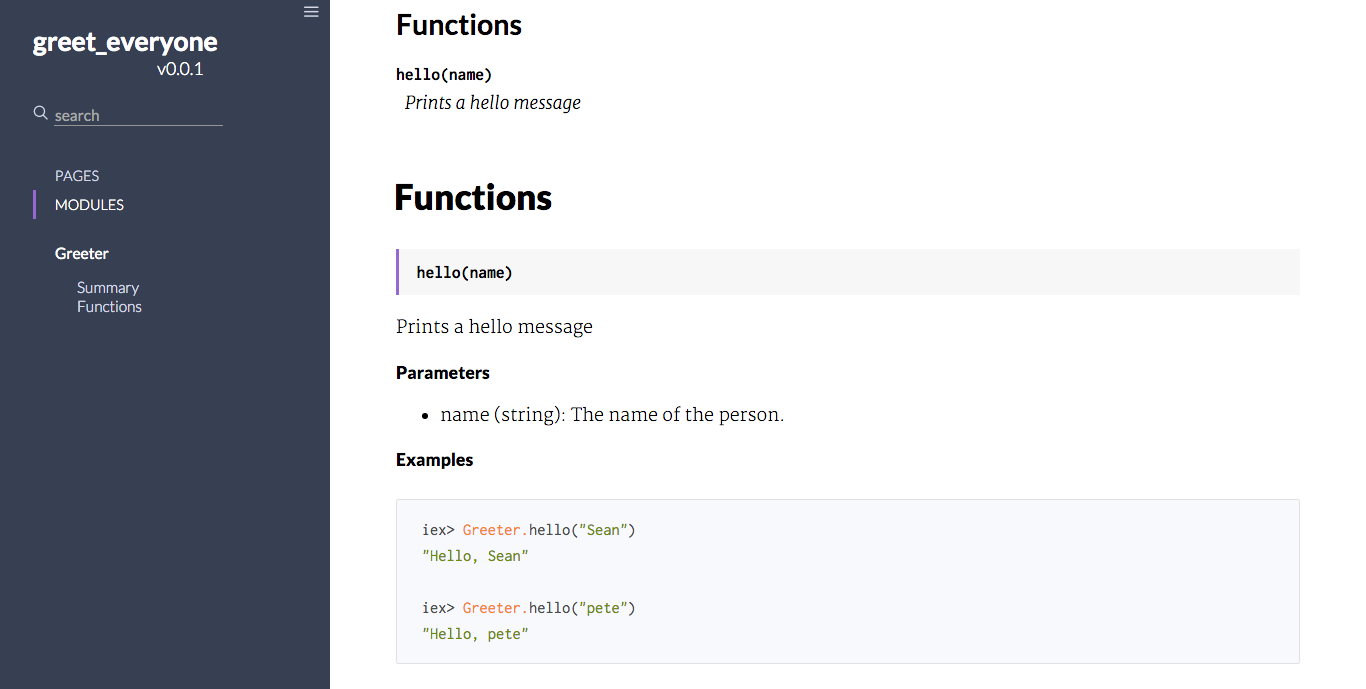 greet_everyone
v0.0.1
search
PAGES
MODULES
Greeter
Summary
Functions
Functions
hello(name)
Prints a hello message
Functions
hello(name)
Prints a hello message
Parameters
• name (string): The name of the person.
Examples
iex> Greeter.hello("Sean")
"Hello, Sean"
iex> Greeter.hello("pete")
"Hello, pete"